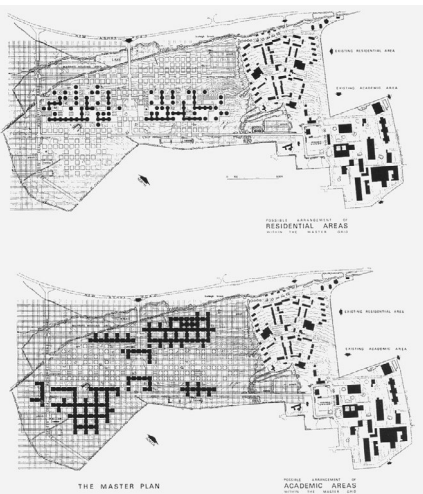 EXISTING RESIDENTIAL AREA
EXISTING ACADEMIC AREA
POSSIBLE ARRANGEMENT OF
RESIDENTIAL AREAS
WITHIN THE MASTER GRID
EXISTING RESIDENTIAL AREA
EXISTING ACADEMIC AREA
THE MASTER PLAN
POSSIBLE ARRANGEMENT OF
ACADEMIC AREAS
WITHIN THE MASTER GRID